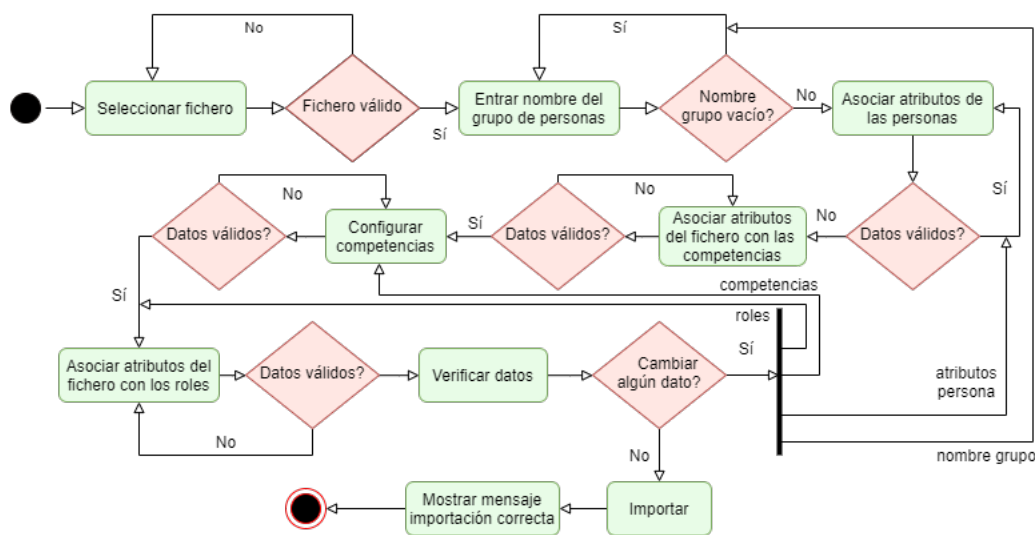 No
Seleccionar fichero
Fichero válido
Sí
Sí
Entrar nombre del
grupo de personas
Nombre
grupo vacío?
No
Asociar atributos de
las personas
Sí
Datos válidos?
No
Asociar atributos
del fichero con las
competencias
No
Datos válidos?
Sí
Configurar
competencias
No
Datos válidos?
Sí
competencias
roles
Asociar atributos del
fichero con los roles
Datos válidos?
No
Verificar datos
Cambiar
algún dato?
Sí
atributos
persona
nombre grupo
No
Importar
Mostrar mensaje
importación correcta